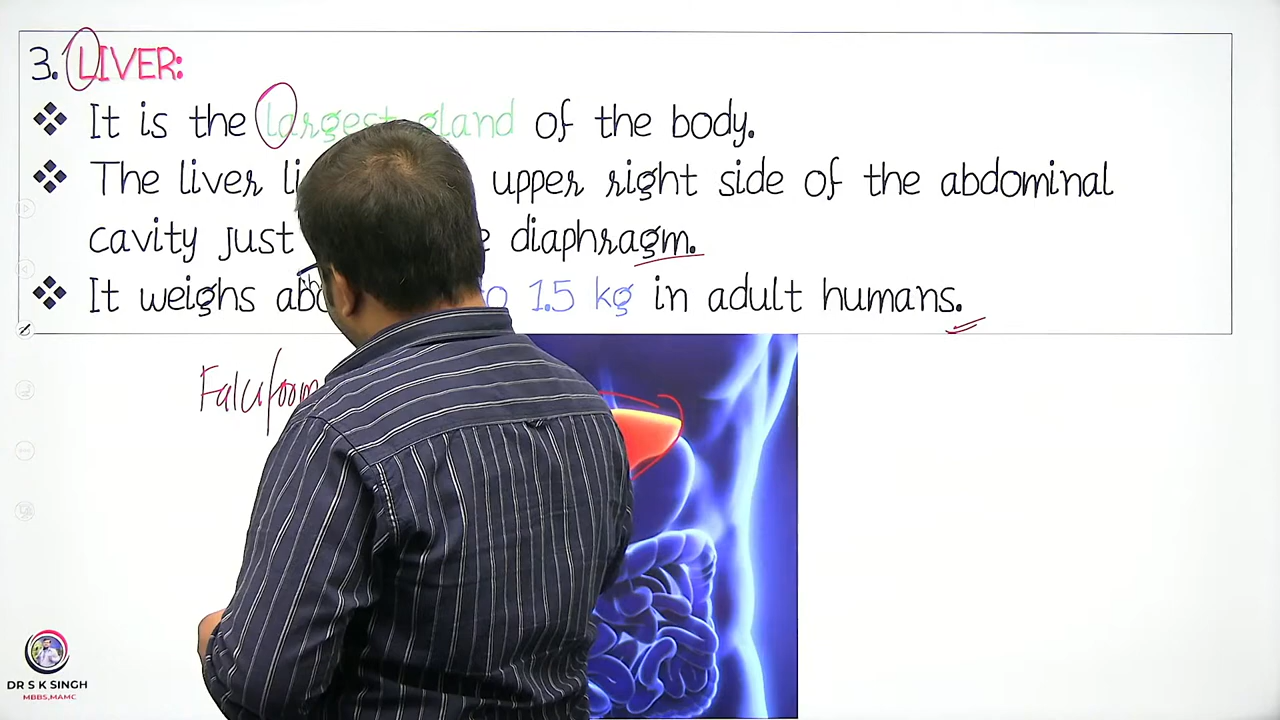 3. LIVER:
It is the largest gland of the body.
The liver upper right side of the abdominal
cavity just diaphragm.
It weighs 1.5 kg in adult humans.
Falciform
DR S K SINGH
MBBS,MAMC